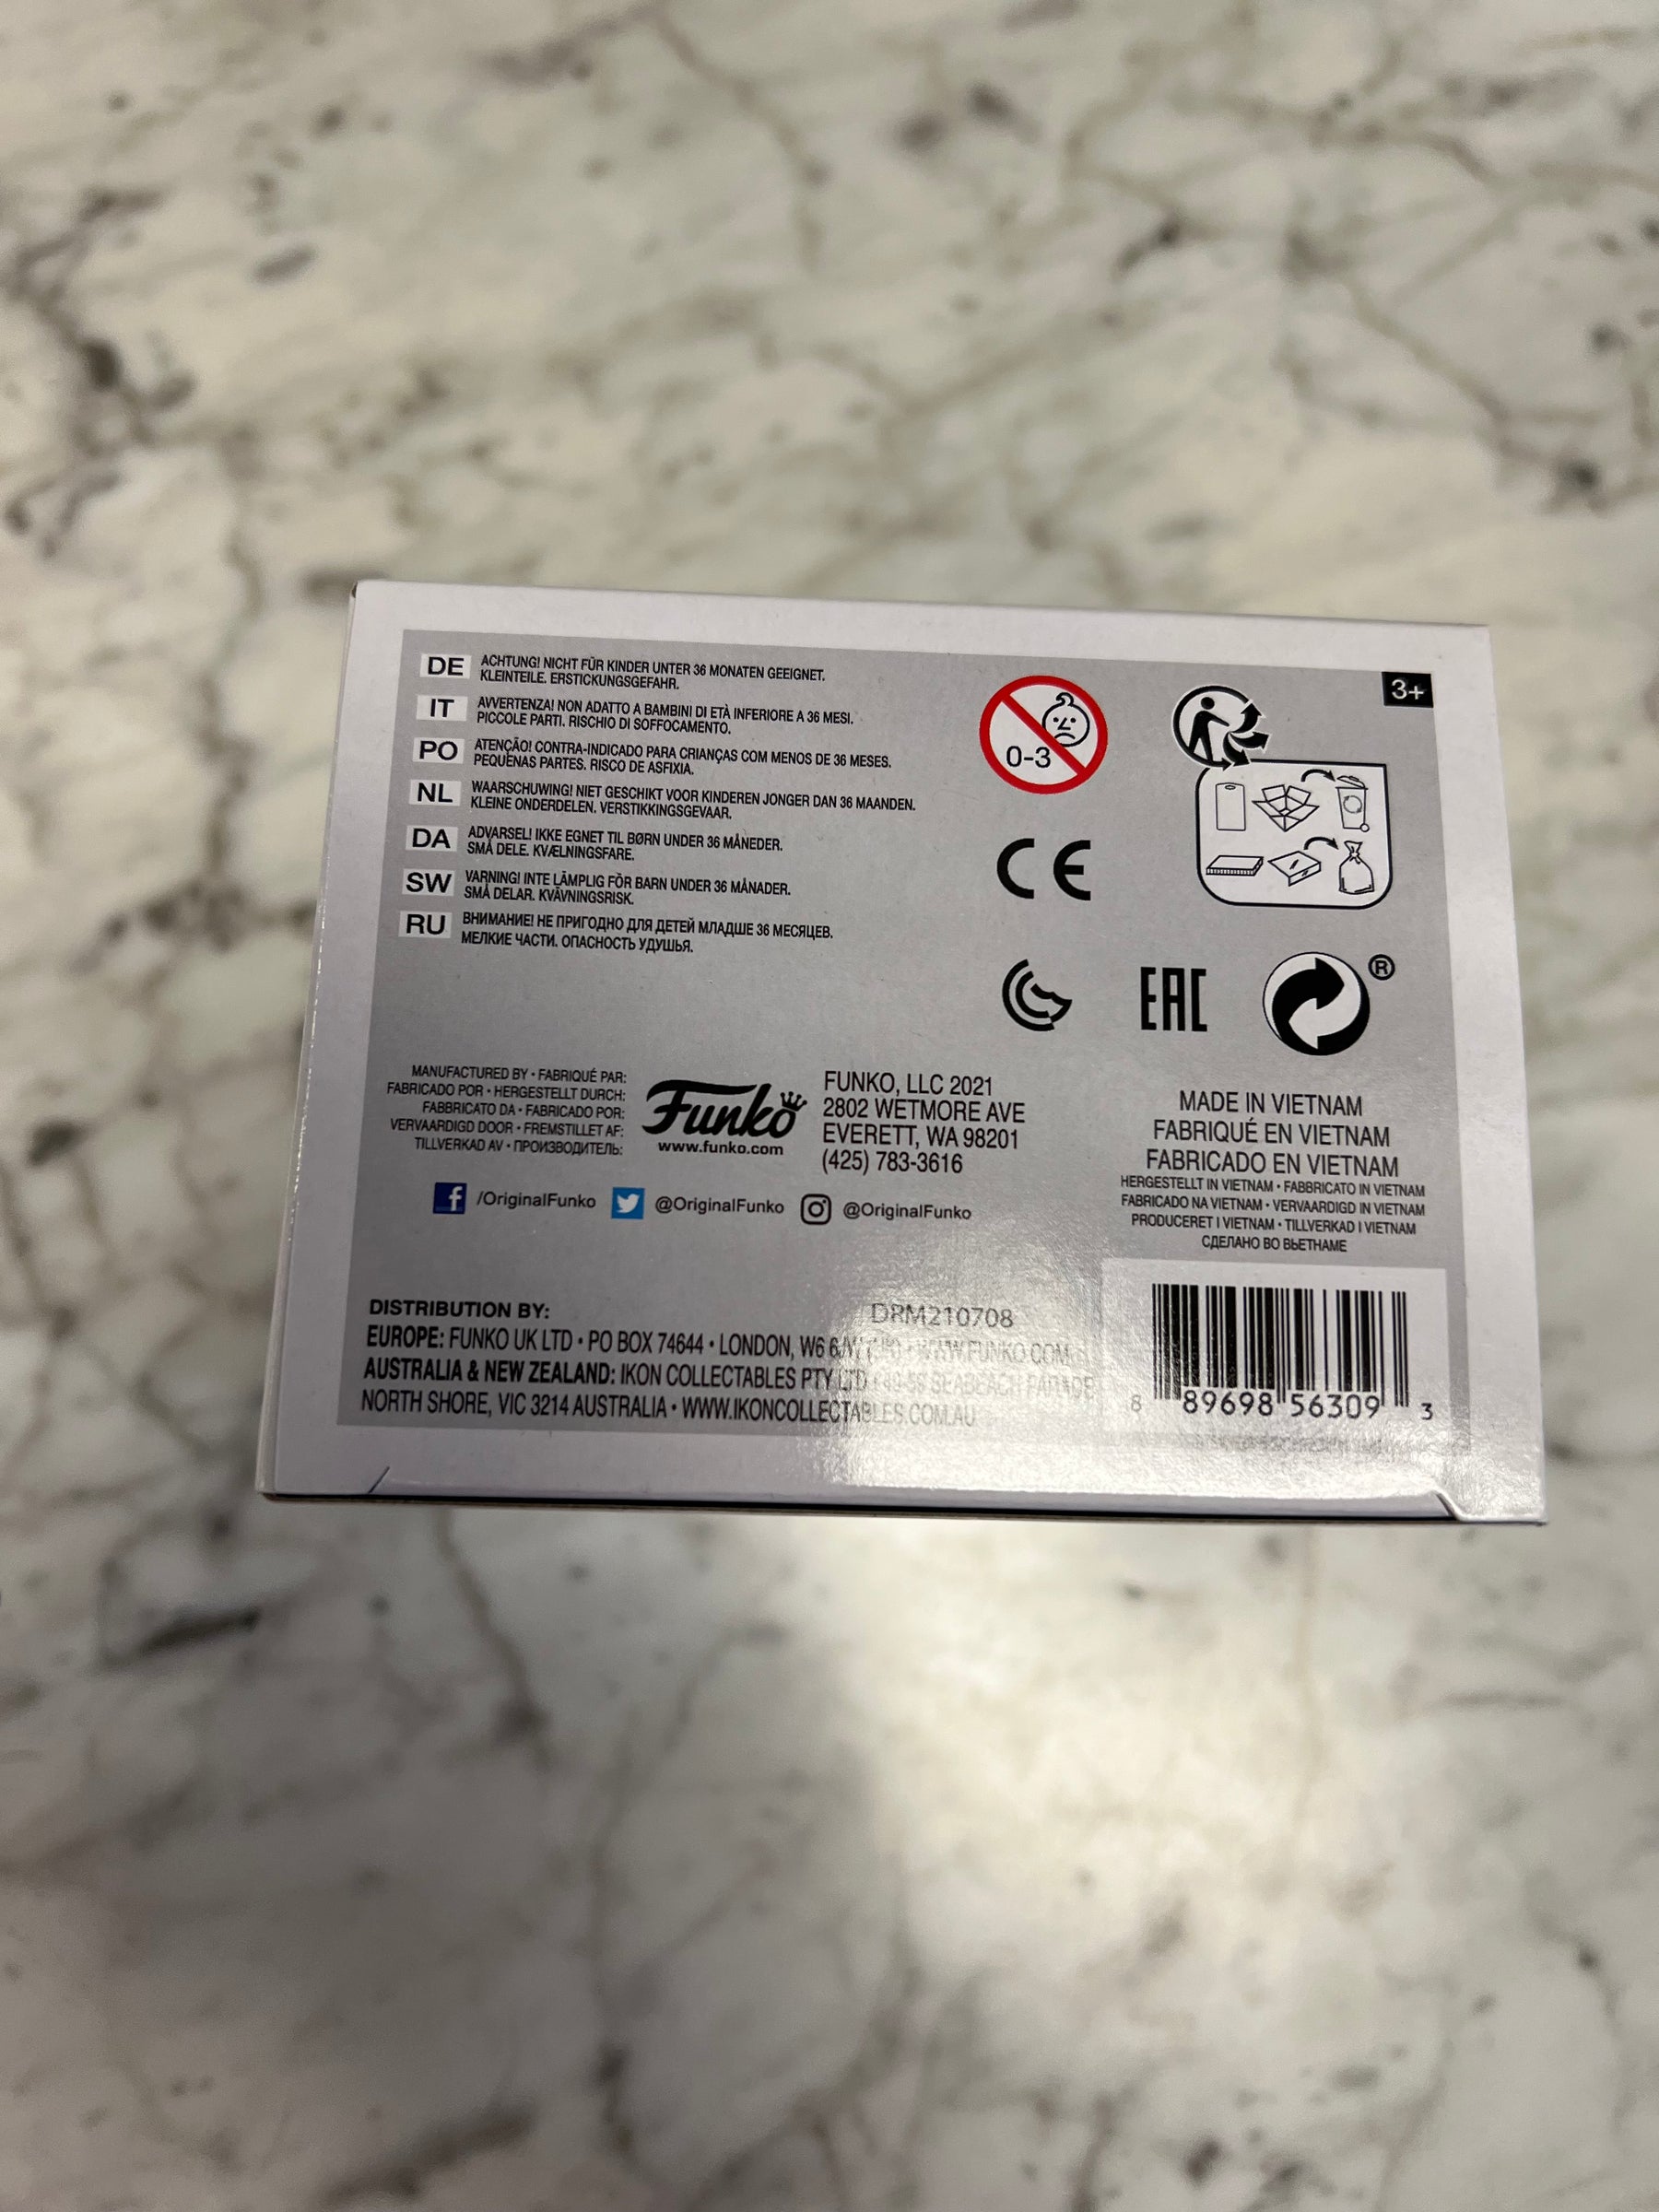 DE ACHTUNG! NICHT FÜR KINDER UNTER 36 MONATEN GEEIGNET.
KLEINTEILE. ERSTICKUNGSGEFAHR.
IT AVVERTENZA! NON ADATTO A BAMBINI DI ETÀ INFERIORE A 36 MESI.
PICCOLE PARTI. RISCHIO DI SOFFOCAMENTO.
PO ATENÇÃO! CONTRA-INDICADO PARA CRIANÇAS COM MENOS DE 36 MESES.
PEQUENAS PARTES. RISCO DE ASFIXIA.
NL WAARSCHUWING! NIET GESCHIKT VOOR KINDEREN JONGER DAN 36 MAANDEN.
KLEINE ONDERDELEN. VERSTIKKINGSGEVAAR.
DA ADVARSEL! IKKE EGNET TIL BØRN UNDER 36 MÅNEDER.
SMÅ DELE. KVÆLNINGSFARE.
SW VARNING! INTE LÄMPLIG FÖR BARN UNDER 36 MÅNADER.
SMÅ DELAR. KVÄVNINGSRISK.
RU ВНИМАНИЕ! НЕ ПРИГОДНО ДЛЯ ДЕТЕЙ МЛАДШЕ 36 МЕСЯЦЕВ.
МЕЛКИЕ ЧАСТИ. ОПАСНОСТЬ УДУШЬЯ.
0-3
3+
CE
EAC
®
MANUFACTURED BY • FABRIQUÉ PAR:
FABRICADO POR • HERGESTELLT DURCH:
FABBRICATO DA • FABRICADO POR:
VERVAARDIGD DOOR • FREMSTILLET AF:
TILLVERKAD AV • ПРОИЗВОДИТЕЛЬ:
Funko
www.funko.com
FUNKO, LLC 2021
2802 WETMORE AVE
EVERETT, WA 98201
(425) 783-3616
/OriginalFunko @OriginalFunko @OriginalFunko
MADE IN VIETNAM
FABRIQUÉ EN VIETNAM
FABRICADO EN VIETNAM
HERGESTELLT IN VIETNAM • FABBRICATO IN VIETNAM
FABRICADO NA VIETNAM • VERVAARDIGD IN VIETNAM
PRODUCERET I VIETNAM • TILLVERKAD I VIETNAM
СДЕЛАНО ВО ВЬЕТНАМЕ
DRM210708
DISTRIBUTION BY:
EUROPE: FUNKO UK LTD • PO BOX 74644 • LONDON, W6 • WWW.FUNKO.COM
AUSTRALIA & NEW ZEALAND: IKON COLLECTABLES PTY LTD • SEABEACH PARADE
NORTH SHORE, VIC 3214 AUSTRALIA • WWW.IKONCOLLECTABLES.COM.AU
8 89698 56309 3